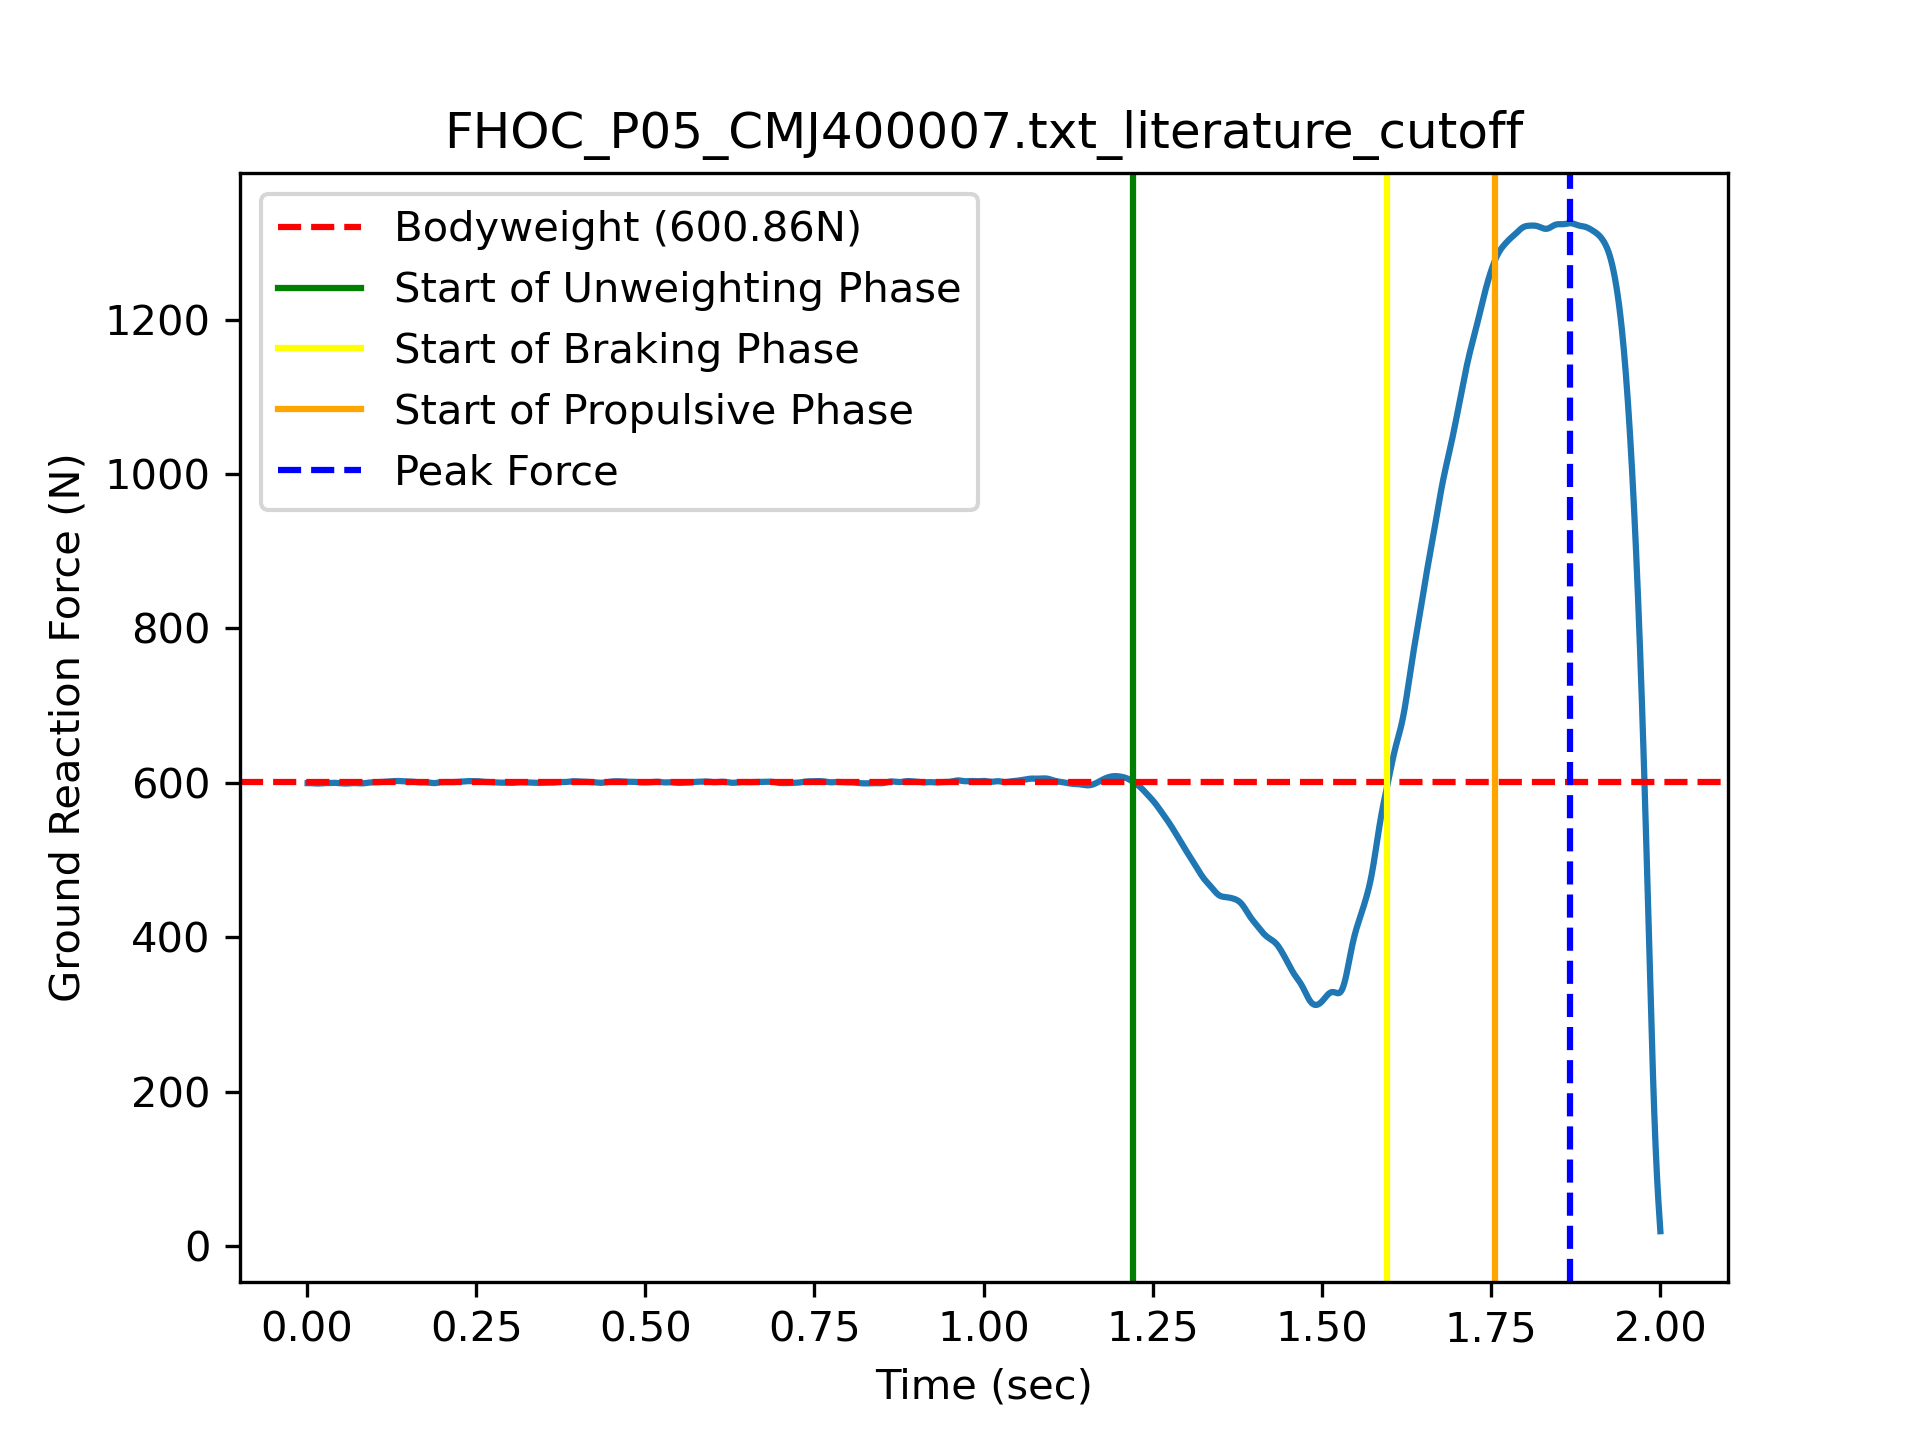 FHOC_P05_CMJ400007.txt_literature_cutoff
Bodyweight (600.86N)
Start of Unweighting Phase
Start of Braking Phase
Start of Propulsive Phase
Peak Force
Ground Reaction Force (N)
1200
1000
800
600
400
200
0
0.00 0.25 0.50 0.75 1.00 1.25 1.50 1.75 2.00
Time (sec)